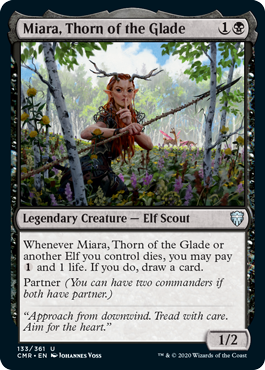 Miara, Thorn of the Glade 1
Legendary Creature — Elf Scout
Whenever Miara, Thorn of the Glade or
another Elf you control dies, you may pay
1 and 1 life. If you do, draw a card.
Partner (You can have two commanders if
both have partner.)
"Approach from downwind. Tread with care.
Aim for the heart."
1/2
133/361 U
CMR • EN Johannes Voss ™ & © 2020 Wizards of the Coast